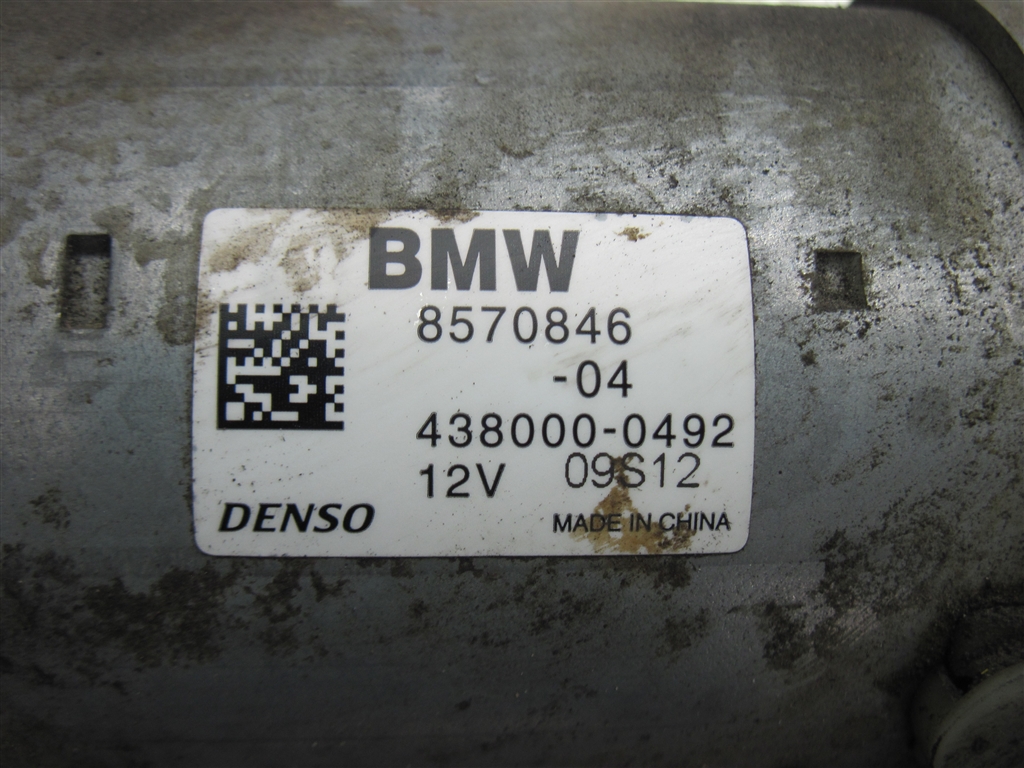 BMW
8570846
-04
438000-0492
12V 09S12
DENSO MADE IN CHINA